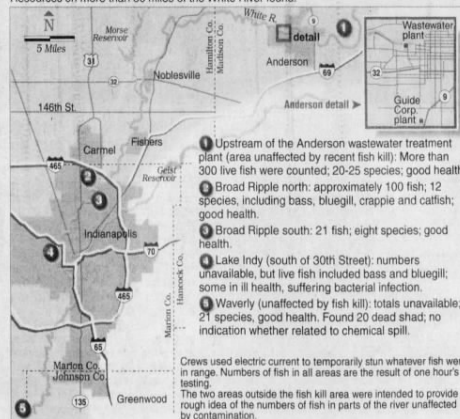 Resources on more than 50 miles of the White River found:
N
5 Miles
Morse
Reservoir
31
32
Noblesville
146th St.
Hamilton Co.
Madison Co.
White R.
9
1
detail
Anderson
69
Anderson detail
Wastewater
plant
32
9
Guide
Corp.
plant
Carmel
Fishers
465
Geist
Reservoir
2
3
Indianapolis
4
70
465
Marion Co.
Hancock Co.
65
Marion Co.
Johnson Co.
135
Greenwood
5
1 Upstream of the Anderson wastewater treatment
plant (area unaffected by recent fish kill): More than
300 live fish were counted; 20-25 species; good health.
2 Broad Ripple north: approximately 100 fish; 12
species, including bass, bluegill, crappie and catfish;
good health.
3 Broad Ripple south: 21 fish; eight species; good
health.
4 Lake Indy (south of 30th Street): numbers
unavailable, but live fish included bass and bluegill;
some in ill health, suffering bacterial infection.
5 Waverly (unaffected by fish kill): totals unavailable;
21 species, good health. Found 20 dead shad; no
indication whether related to chemical spill.
Crews used electric current to temporarily stun whatever fish were
in range. Numbers of fish in all areas are the result of one hour's
testing.
The two areas outside the fish kill area were intended to provide a
rough idea of the numbers of fish in parts of the river unaffected
by contamination.